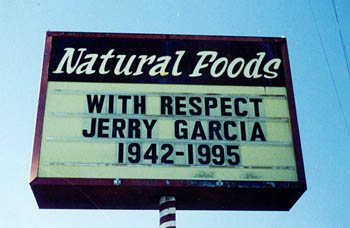 Natural Foods
WITH RESPECT
JERRY GARCIA
1942-1995